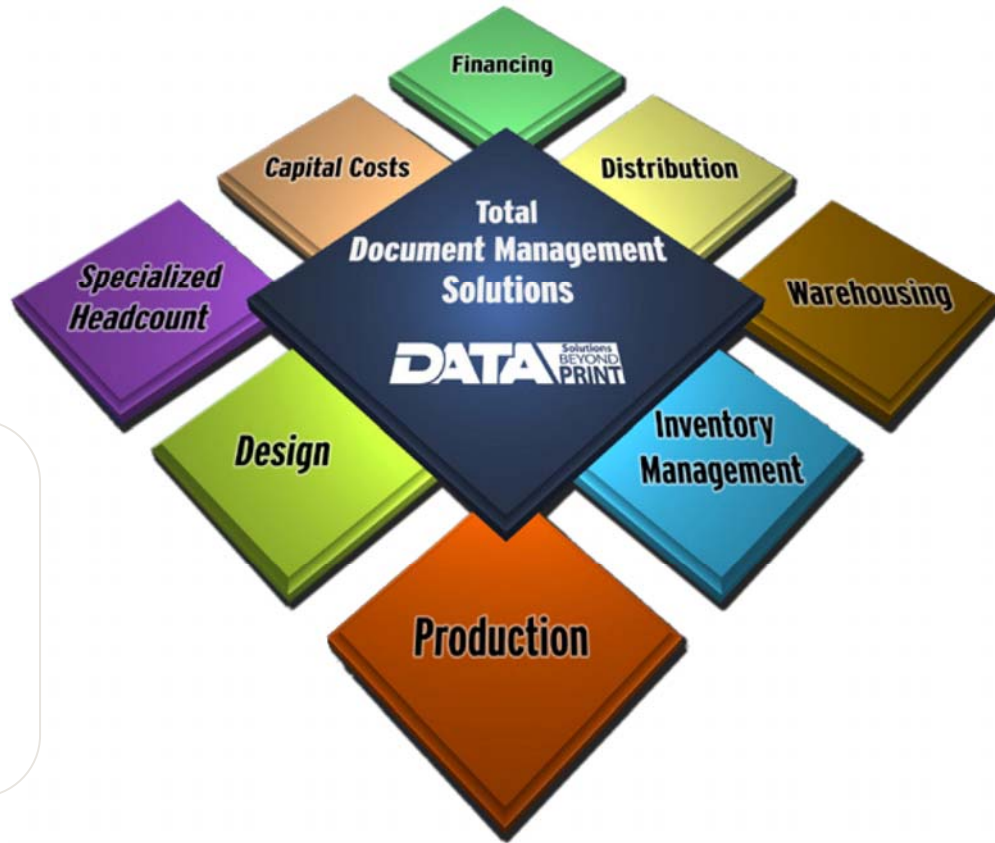 Financing
Capital Costs
Distribution
Total
Document Management
Solutions
Specialized
Headcount
Warehousing
DATA
Solutions
BEYOND
PRINT
Design
Inventory
Management
Production